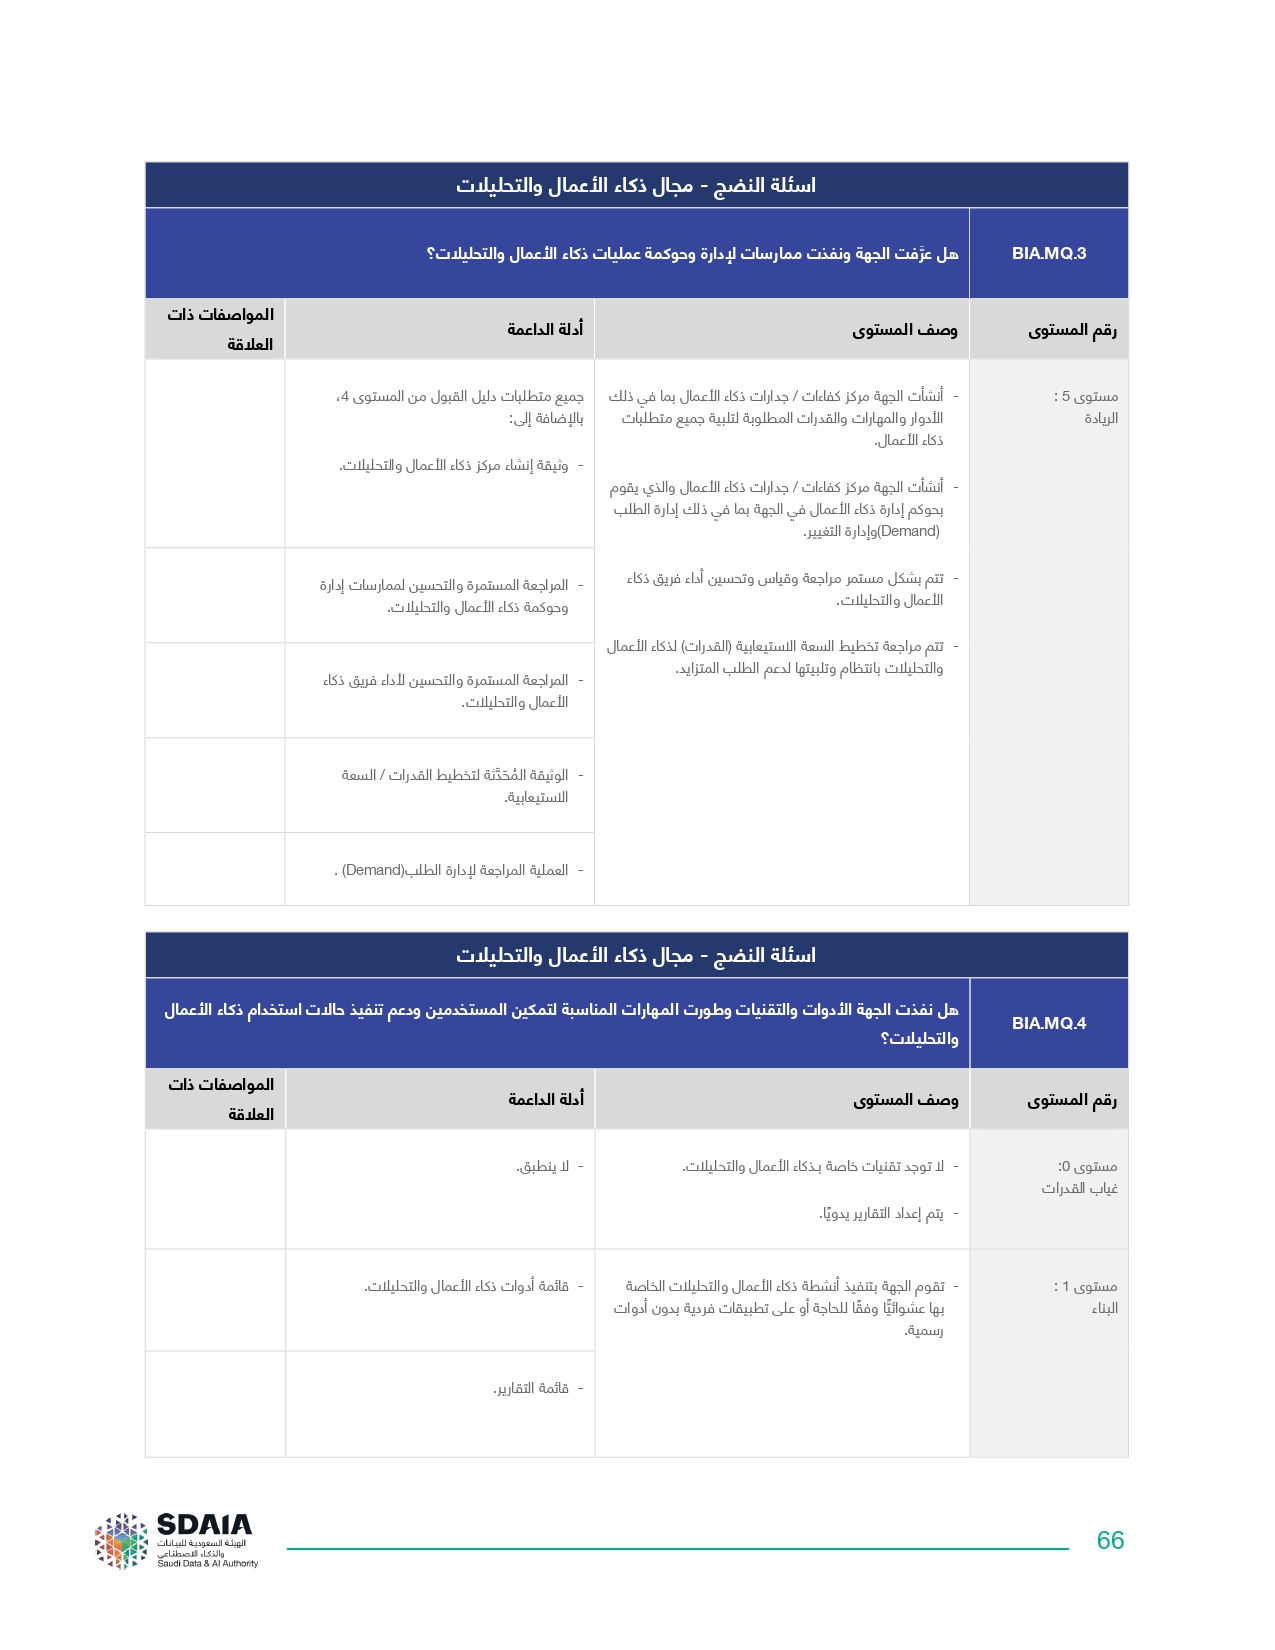 اسئلة النضج - مجال ذكاء الأعمال والتحليلات
BIA.MQ.3
هل عرَّفت الجهة ونفذت ممارسات لإدارة وحوكمة عمليات ذكاء الأعمال والتحليلات؟
رقم المستوى
وصف المستوى
أدلة الداعمة
المواصفات ذات
العلاقة
مستوى 5 :
الريادة
- أنشأت الجهة مركز كفاءات / جدارات ذكاء الأعمال بما في ذلك
الأدوار والمهارات والقدرات المطلوبة لتلبية جميع متطلبات
ذكاء الأعمال.
- أنشأت الجهة مركز كفاءات / جدارات ذكاء الأعمال والذي يقوم
بحوكم إدارة ذكاء الأعمال في الجهة بما في ذلك إدارة الطلب
(Demand)وإدارة التغيير.
- تتم بشكل مستمر مراجعة وقياس وتحسين أداء فريق ذكاء
الأعمال والتحليلات.
- تتم مراجعة تخطيط السعة الاستيعابية (القدرات) لذكاء الأعمال
والتحليلات بانتظام وتلبيتها لدعم الطلب المتزايد.
جميع متطلبات دليل القبول من المستوى 4،
بالإضافة إلى:
- وثيقة إنشاء مركز ذكاء الأعمال والتحليلات.
- المراجعة المستمرة والتحسين لممارسات إدارة
وحوكمة ذكاء الأعمال والتحليلات.
- المراجعة المستمرة والتحسين لأداء فريق ذكاء
الأعمال والتحليلات.
- الوثيقة المُحَدَّثة لتخطيط القدرات / السعة
الاستيعابية.
- العملية المراجعة لإدارة الطلب(Demand) .
اسئلة النضج - مجال ذكاء الأعمال والتحليلات
BIA.MQ.4
هل نفذت الجهة الأدوات والتقنيات وطورت المهارات المناسبة لتمكين المستخدمين ودعم تنفيذ حالات استخدام ذكاء الأعمال
والتحليلات؟
رقم المستوى
وصف المستوى
أدلة الداعمة
المواصفات ذات
العلاقة
مستوى 0:
غياب القدرات
- لا توجد تقنيات خاصة بـذكاء الأعمال والتحليلات.
- يتم إعداد التقارير يدويًا.
- لا ينطبق.
مستوى 1 :
البناء
- تقوم الجهة بتنفيذ أنشطة ذكاء الأعمال والتحليلات الخاصة
بها عشوائيًّا وفقًا للحاجة أو على تطبيقات فردية بدون أدوات
رسمية.
- قائمة أدوات ذكاء الأعمال والتحليلات.
- قائمة التقارير.
SDAIA
الهيئة السعودية للبيانات
والذكاء الاصطناعي
Saudi Data & AI Authority
66